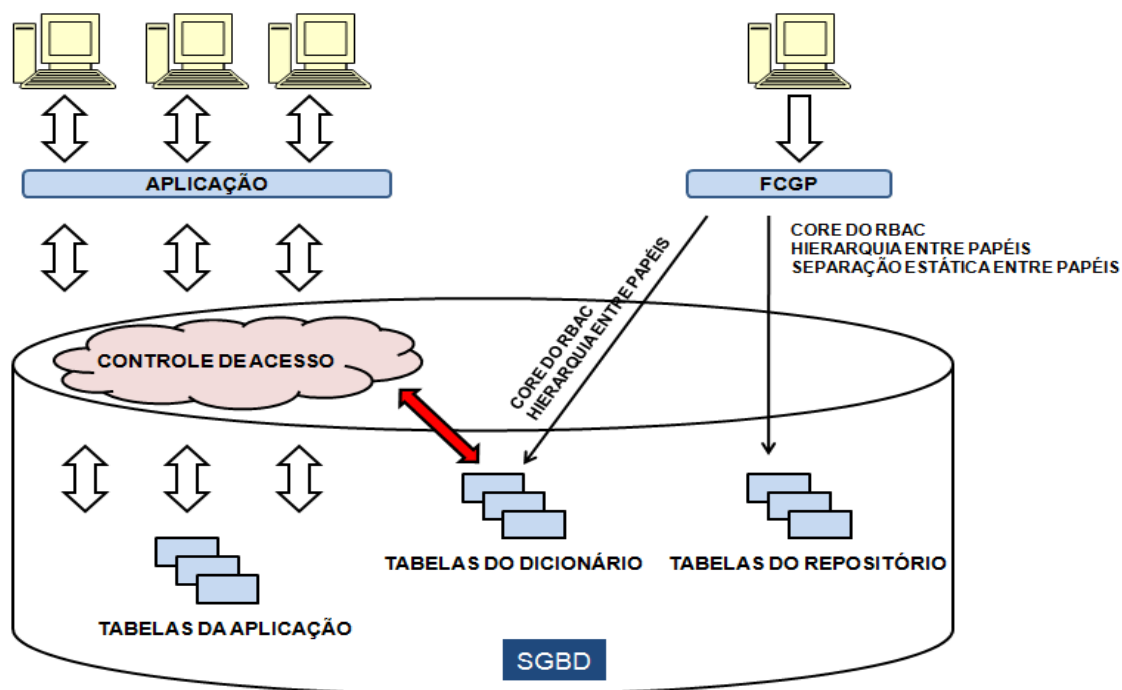 APLICAÇÃO
FCGP
CORE DO RBAC
HIERARQUIA ENTRE PAPÉIS
SEPARAÇÃO ESTÁTICA ENTRE PAPÉIS
CORE DO RBAC
HIERARQUIA ENTRE PAPÉIS
CONTROLE DE ACESSO
TABELAS DO DICIONÁRIO
TABELAS DO REPOSITÓRIO
TABELAS DA APLICAÇÃO
SGBD